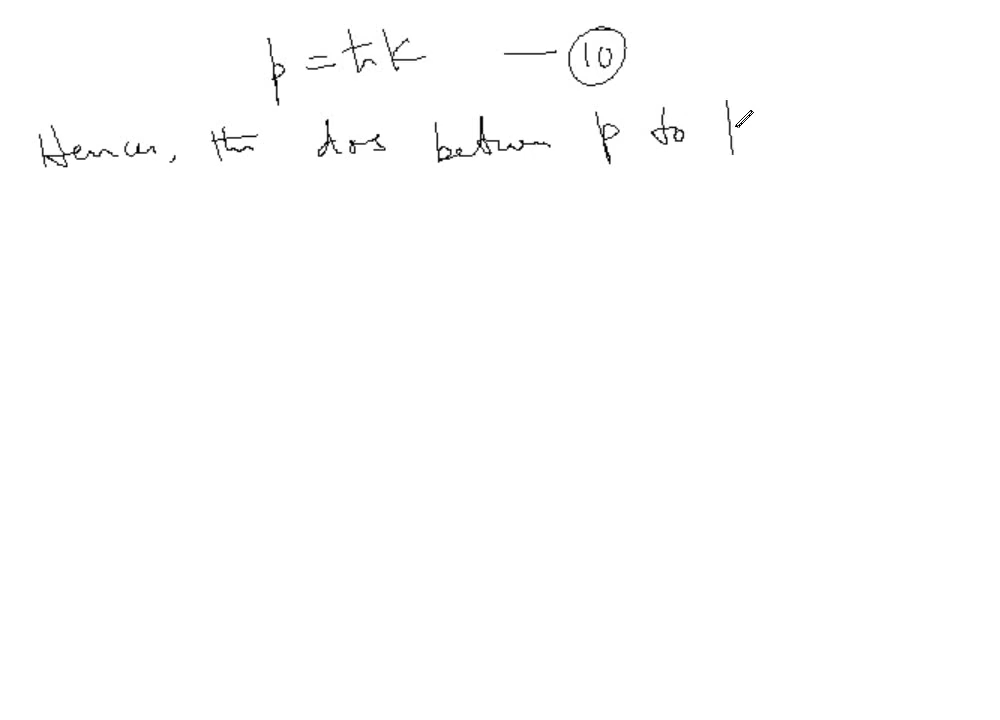 p = ħk — 10
Hence, the dos between p to